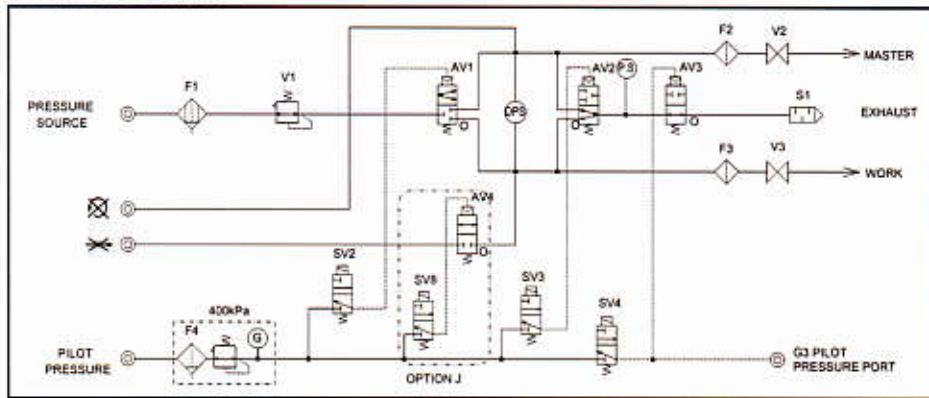 F2 V2
AV1 AV2 P.S AV3 MASTER
F1 V1 S1
PRESSURE SOURCE DPS EXHAUST
F3 V3
WORK
AV4
SV2 SV8 SV3 SV4
400kPa
F4 G
PILOT PRESSURE G3 PILOT PRESSURE PORT
OPTION J